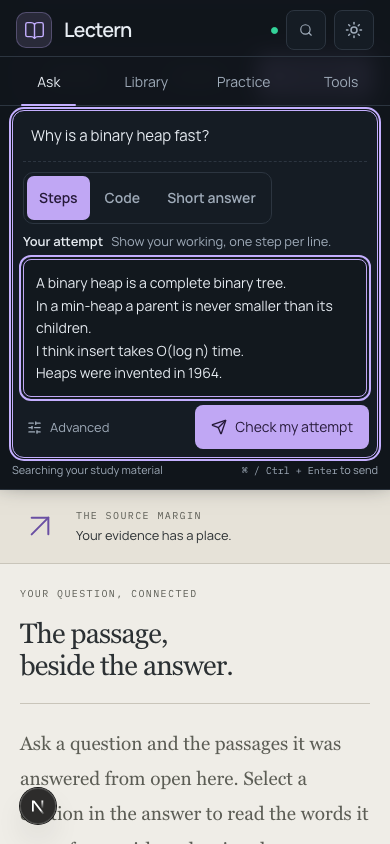 Lectern
Ask
Library
Practice
Tools
Why is a binary heap fast?
Steps
Code
Short answer
Your attempt Show your working, one step per line.
A binary heap is a complete binary tree.
In a min-heap a parent is never smaller than its
children.
I think insert takes O(log n) time.
Heaps were invented in 1964.
Advanced
Check my attempt
Searching your study material
⌘ / Ctrl + Enter to send
THE SOURCE MARGIN
Your evidence has a place.
YOUR QUESTION, CONNECTED
The passage,
beside the answer.
Ask a question and the passages it was
answered from open here. Select a
in the answer to read the words it
N